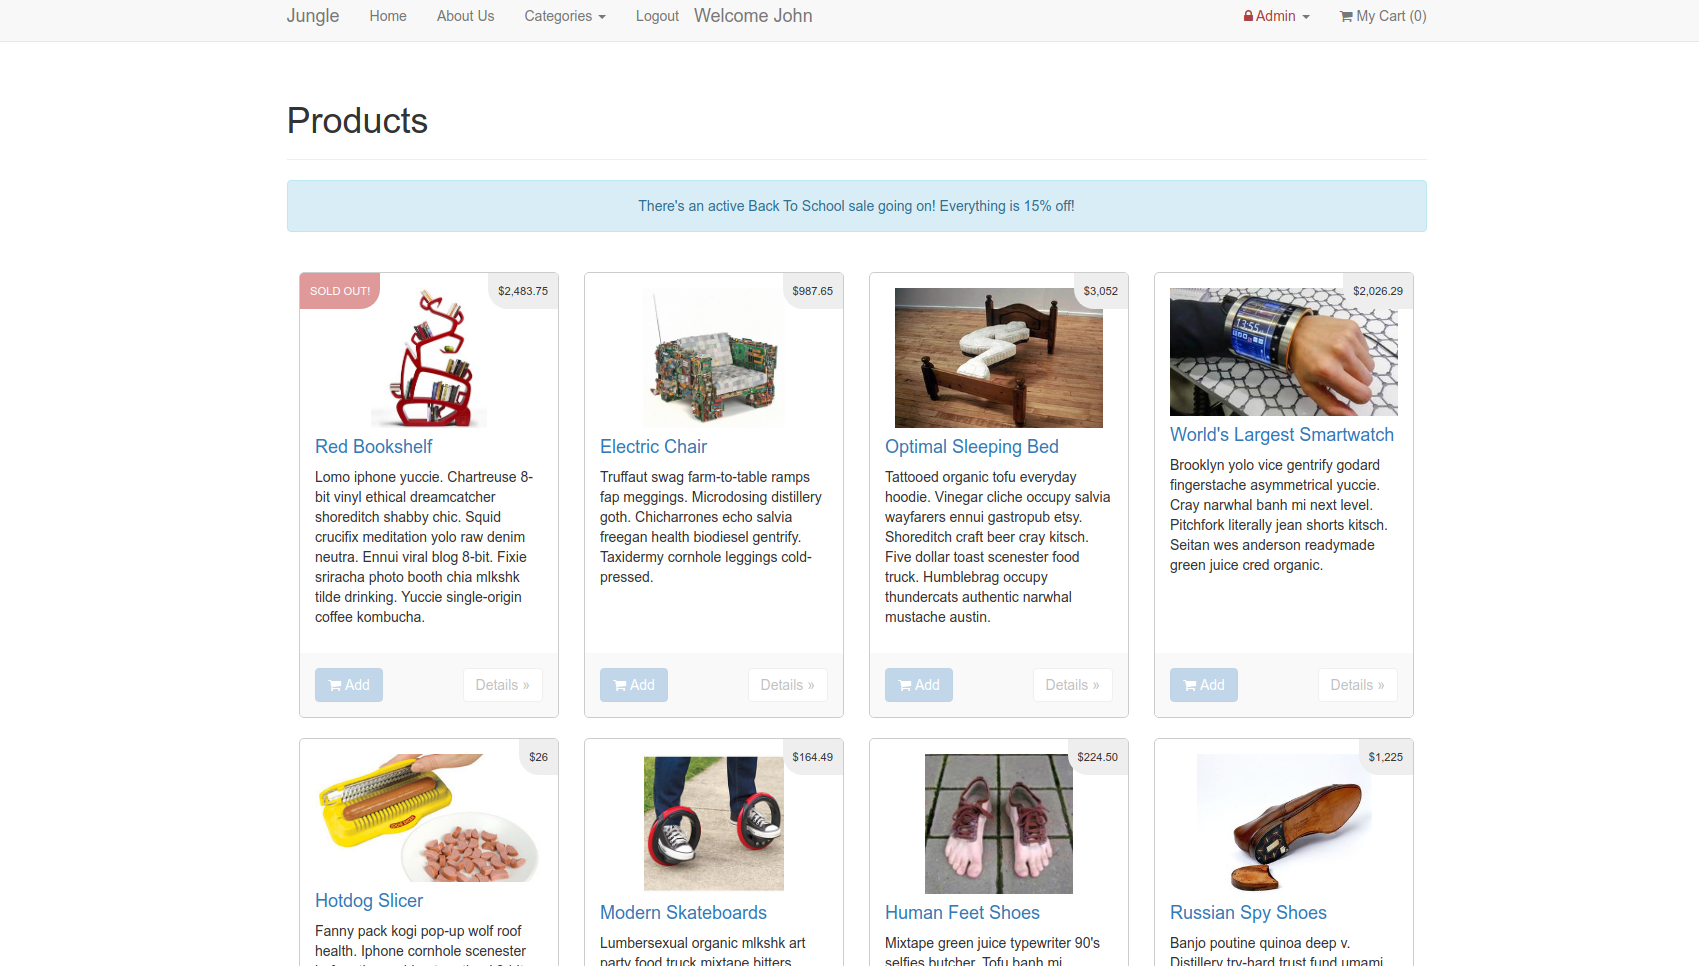 Jungle Home About Us Categories Logout Welcome John Admin My Cart (0)
Products
There's an active Back To School sale going on! Everything is 15% off!
SOLD OUT!
$2,483.75
Red Bookshelf
Lomo iphone yuccie. Chartreuse 8-
bit vinyl ethical dreamcatcher
shoreditch shabby chic. Squid
crucifix meditation yolo raw denim
neutra. Ennui viral blog 8-bit. Fixie
sriracha photo booth chia mlkshk
tilde drinking. Yuccie single-origin
coffee kombucha.
Add Details »
$987.65
Electric Chair
Truffaut swag farm-to-table ramps
fap meggings. Microdosing distillery
goth. Chicharrones echo salvia
freegan health biodiesel gentrify.
Taxidermy cornhole leggings cold-
pressed.
Add Details »
$3,052
Optimal Sleeping Bed
Tattooed organic tofu everyday
hoodie. Vinegar cliche occupy salvia
wayfarers ennui gastropub etsy.
Shoreditch craft beer cray kitsch.
Five dollar toast scenester food
truck. Humblebrag occupy
thundercats authentic narwhal
mustache austin.
Add Details »
$2,026.29
13:55
World's Largest Smartwatch
Brooklyn yolo vice gentrify godard
fingerstache asymmetrical yuccie.
Cray narwhal banh mi next level.
Pitchfork literally jean shorts kitsch.
Seitan wes anderson readymade
green juice cred organic.
Add Details »
$26
Hotdog Slicer
Fanny pack kogi pop-up wolf roof
health. Iphone cornhole scenester
$164.49
Modern Skateboards
Lumbersexual organic mlkshk art
party food truck mixtape bitters
$224.50
Human Feet Shoes
Mixtape green juice typewriter 90's
selfies butcher. Tofu banh mi
$1,225
Russian Spy Shoes
Banjo poutine quinoa deep v.
Distillery try-hard trust fund umami